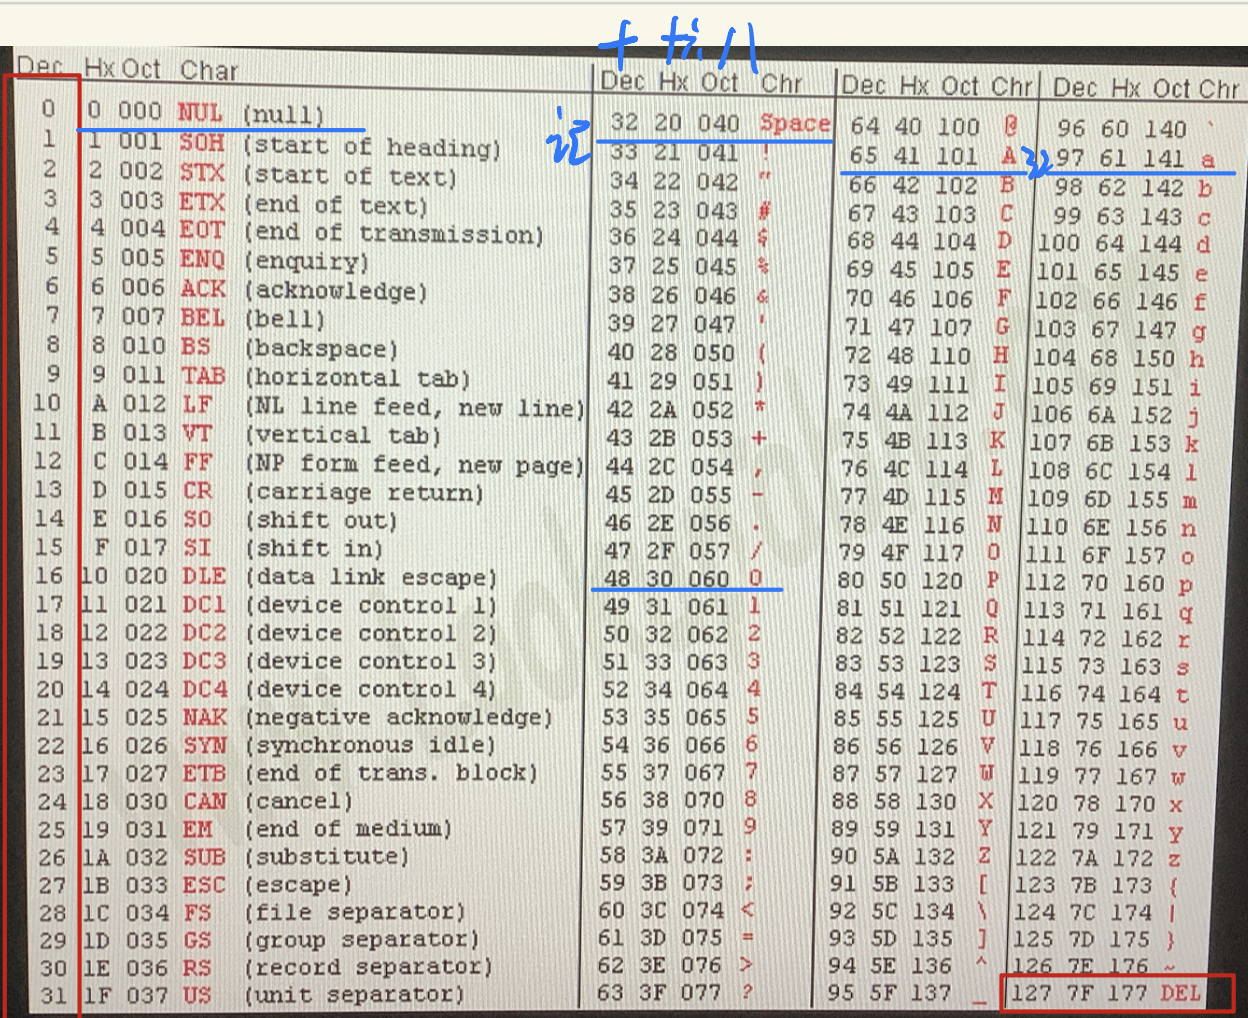 十 十六 八
Dec Hx Oct Char Dec Hx Oct Chr Dec Hx Oct Chr Dec Hx Oct Chr
0 0 000 NUL (null) 记 32 20 040 Space 64 40 100 @ 96 60 140 `
1 1 001 SOH (start of heading) 33 21 041 ! 65 41 101 A 32 97 61 141 a
2 2 002 STX (start of text) 34 22 042 " 66 42 102 B 98 62 142 b
3 3 003 ETX (end of text) 35 23 043 # 67 43 103 C 99 63 143 c
4 4 004 EOT (end of transmission) 36 24 044 $ 68 44 104 D 100 64 144 d
5 5 005 ENQ (enquiry) 37 25 045 % 69 45 105 E 101 65 145 e
6 6 006 ACK (acknowledge) 38 26 046 & 70 46 106 F 102 66 146 f
7 7 007 BEL (bell) 39 27 047 ' 71 47 107 G 103 67 147 g
8 8 010 BS (backspace) 40 28 050 ( 72 48 110 H 104 68 150 h
9 9 011 TAB (horizontal tab) 41 29 051 ) 73 49 111 I 105 69 151 i
10 A 012 LF (NL line feed, new line) 42 2A 052 * 74 4A 112 J 106 6A 152 j
11 B 013 VT (vertical tab) 43 2B 053 + 75 4B 113 K 107 6B 153 k
12 C 014 FF (NP form feed, new page) 44 2C 054 , 76 4C 114 L 108 6C 154 l
13 D 015 CR (carriage return) 45 2D 055 - 77 4D 115 M 109 6D 155 m
14 E 016 SO (shift out) 46 2E 056 . 78 4E 116 N 110 6E 156 n
15 F 017 SI (shift in) 47 2F 057 / 79 4F 117 O 111 6F 157 o
16 10 020 DLE (data link escape) 48 30 060 0 80 50 120 P 112 70 160 p
17 11 021 DC1 (device control 1) 49 31 061 1 81 51 121 Q 113 71 161 q
18 12 022 DC2 (device control 2) 50 32 062 2 82 52 122 R 114 72 162 r
19 13 023 DC3 (device control 3) 51 33 063 3 83 53 123 S 115 73 163 s
20 14 024 DC4 (device control 4) 52 34 064 4 84 54 124 T 116 74 164 t
21 15 025 NAK (negative acknowledge) 53 35 065 5 85 55 125 U 117 75 165 u
22 16 026 SYN (synchronous idle) 54 36 066 6 86 56 126 V 118 76 166 v
23 17 027 ETB (end of trans. block) 55 37 067 7 87 57 127 W 119 77 167 w
24 18 030 CAN (cancel) 56 38 070 8 88 58 130 X 120 78 170 x
25 19 031 EM (end of medium) 57 39 071 9 89 59 131 Y 121 79 171 y
26 1A 032 SUB (substitute) 58 3A 072 : 90 5A 132 Z 122 7A 172 z
27 1B 033 ESC (escape) 59 3B 073 ; 91 5B 133 [ 123 7B 173 {
28 1C 034 FS (file separator) 60 3C 074 < 92 5C 134 \ 124 7C 174 |
29 1D 035 GS (group separator) 61 3D 075 = 93 5D 135 ] 125 7D 175 }
30 1E 036 RS (record separator) 62 3E 076 > 94 5E 136 ^ 126 7E 176 ~
31 1F 037 US (unit separator) 63 3F 077 ? 95 5F 137 _ 127 7F 177 DEL